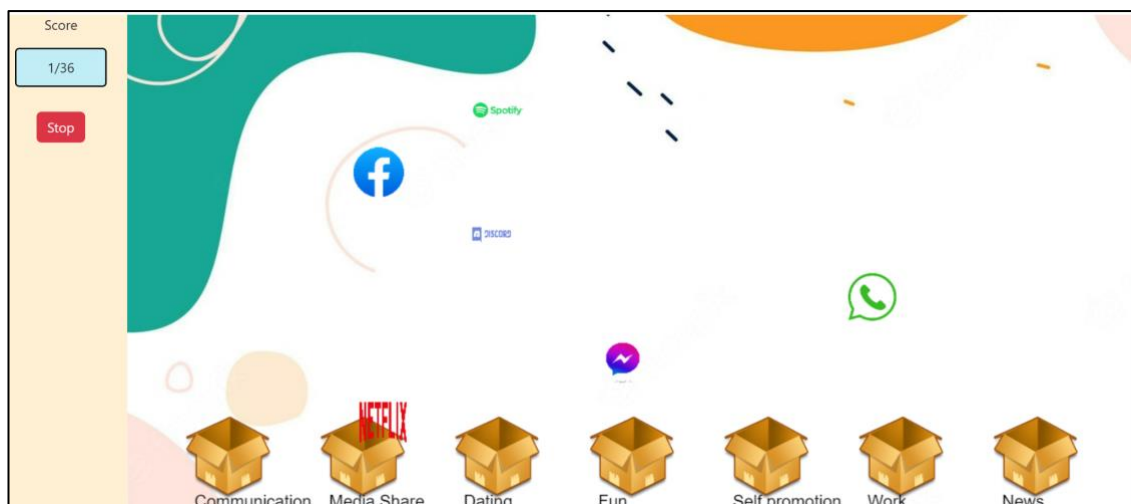 Score
1/36
Stop
Spotify
DISCORD
NETFLIX
Communication
Media Share
Dating
Fun
Self promotion
Work
News